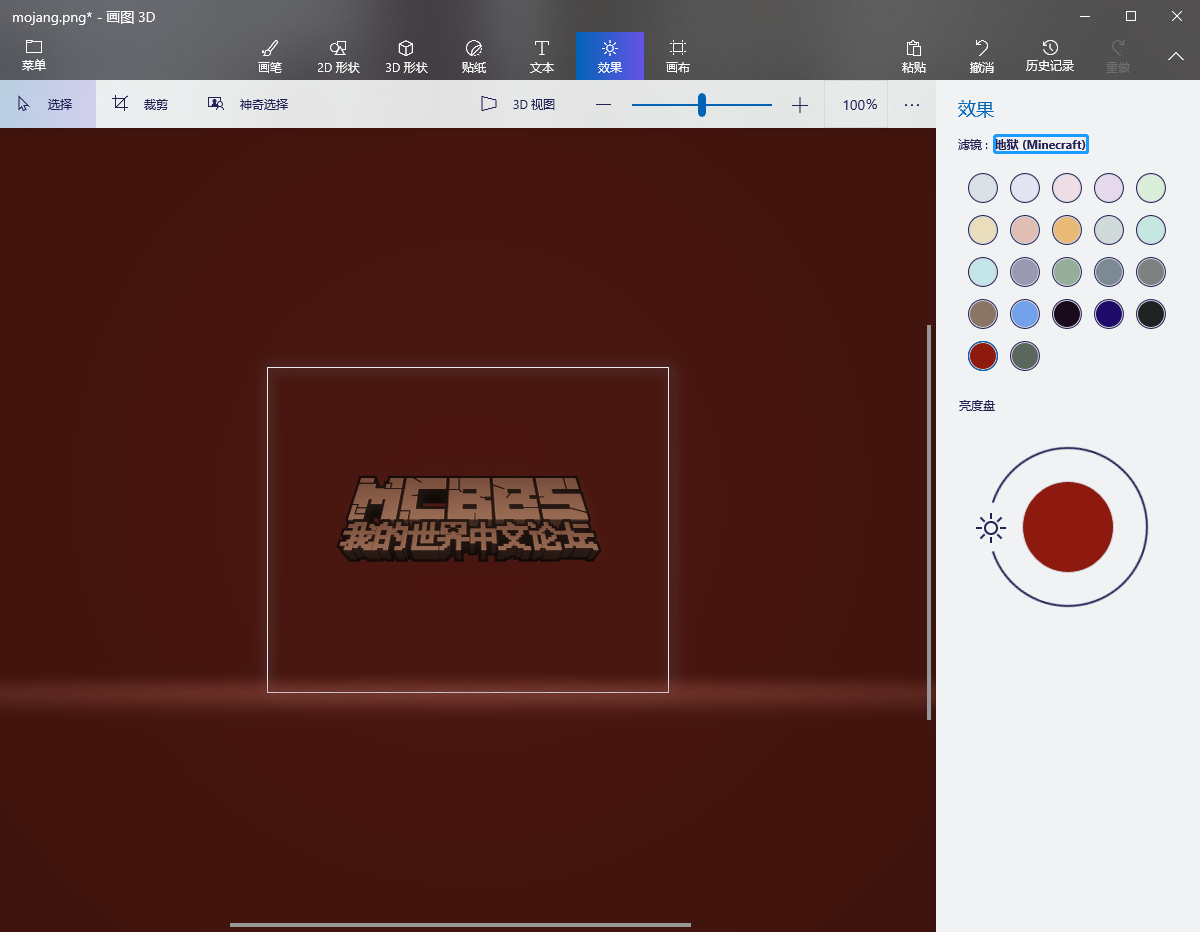 mojang.png* - 画图 3D
菜单
画笔
2D 形状
3D 形状
贴纸
文本
效果
画布
粘贴
撤消
历史记录
重做
选择
裁剪
神奇选择
3D 视图
100%
效果
滤镜：地狱 (Minecraft)
亮度盘
MCBBS
我的世界中文论坛